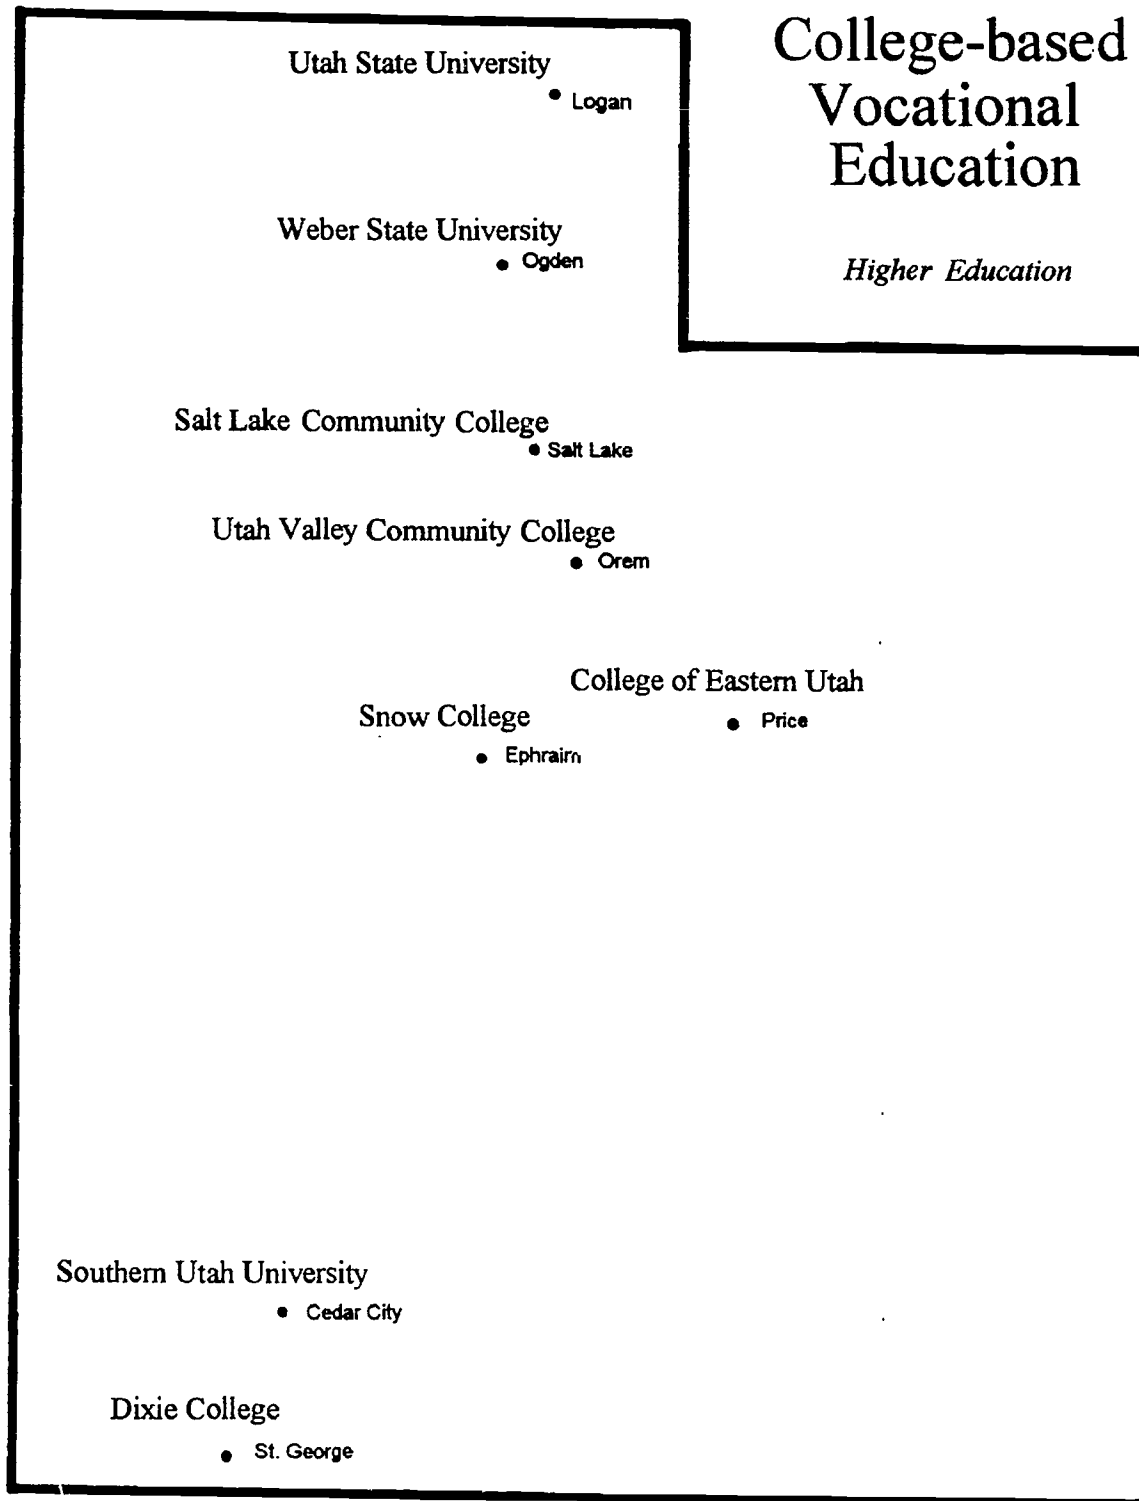 College-based
Vocational
Education
Higher Education
Utah State University
Logan
Weber State University
Ogden
Salt Lake Community College
Salt Lake
Utah Valley Community College
Orem
College of Eastern Utah
Price
Snow College
Ephraim
Southern Utah University
Cedar City
Dixie College
St. George